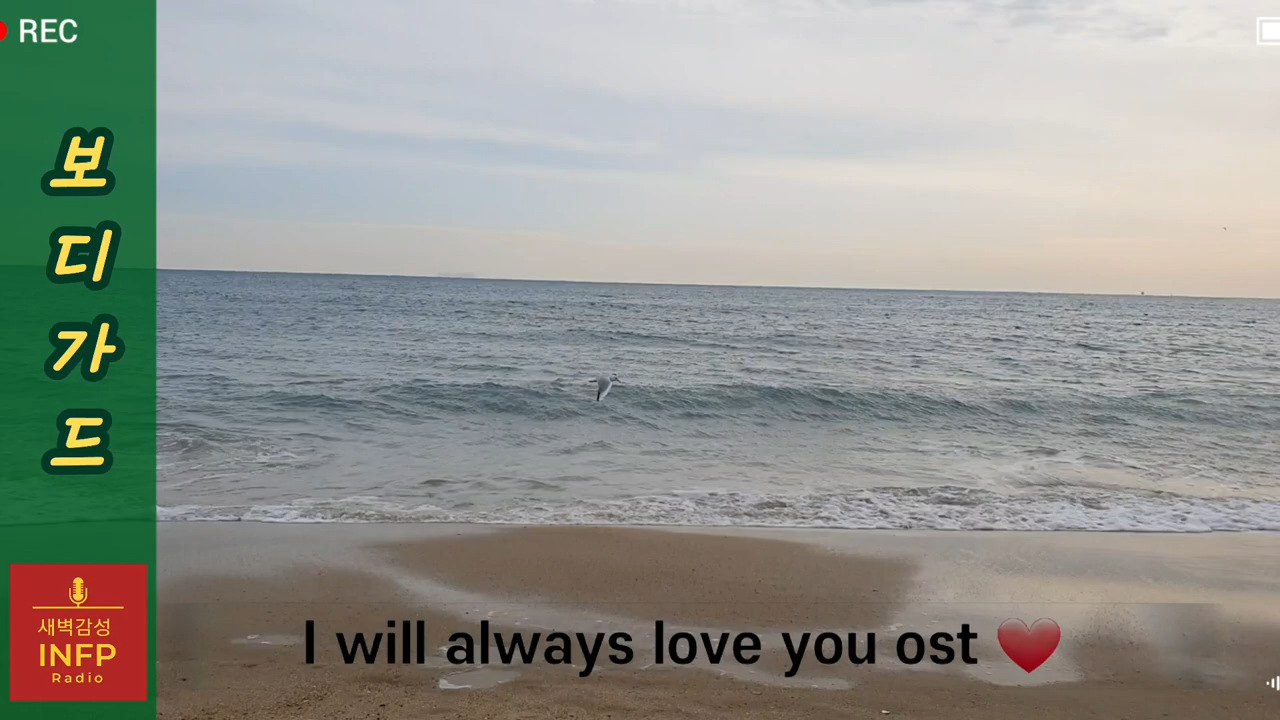 REC
보
디
가
드
새벽감성
INFP
Radio
I will always love you ost ❤️